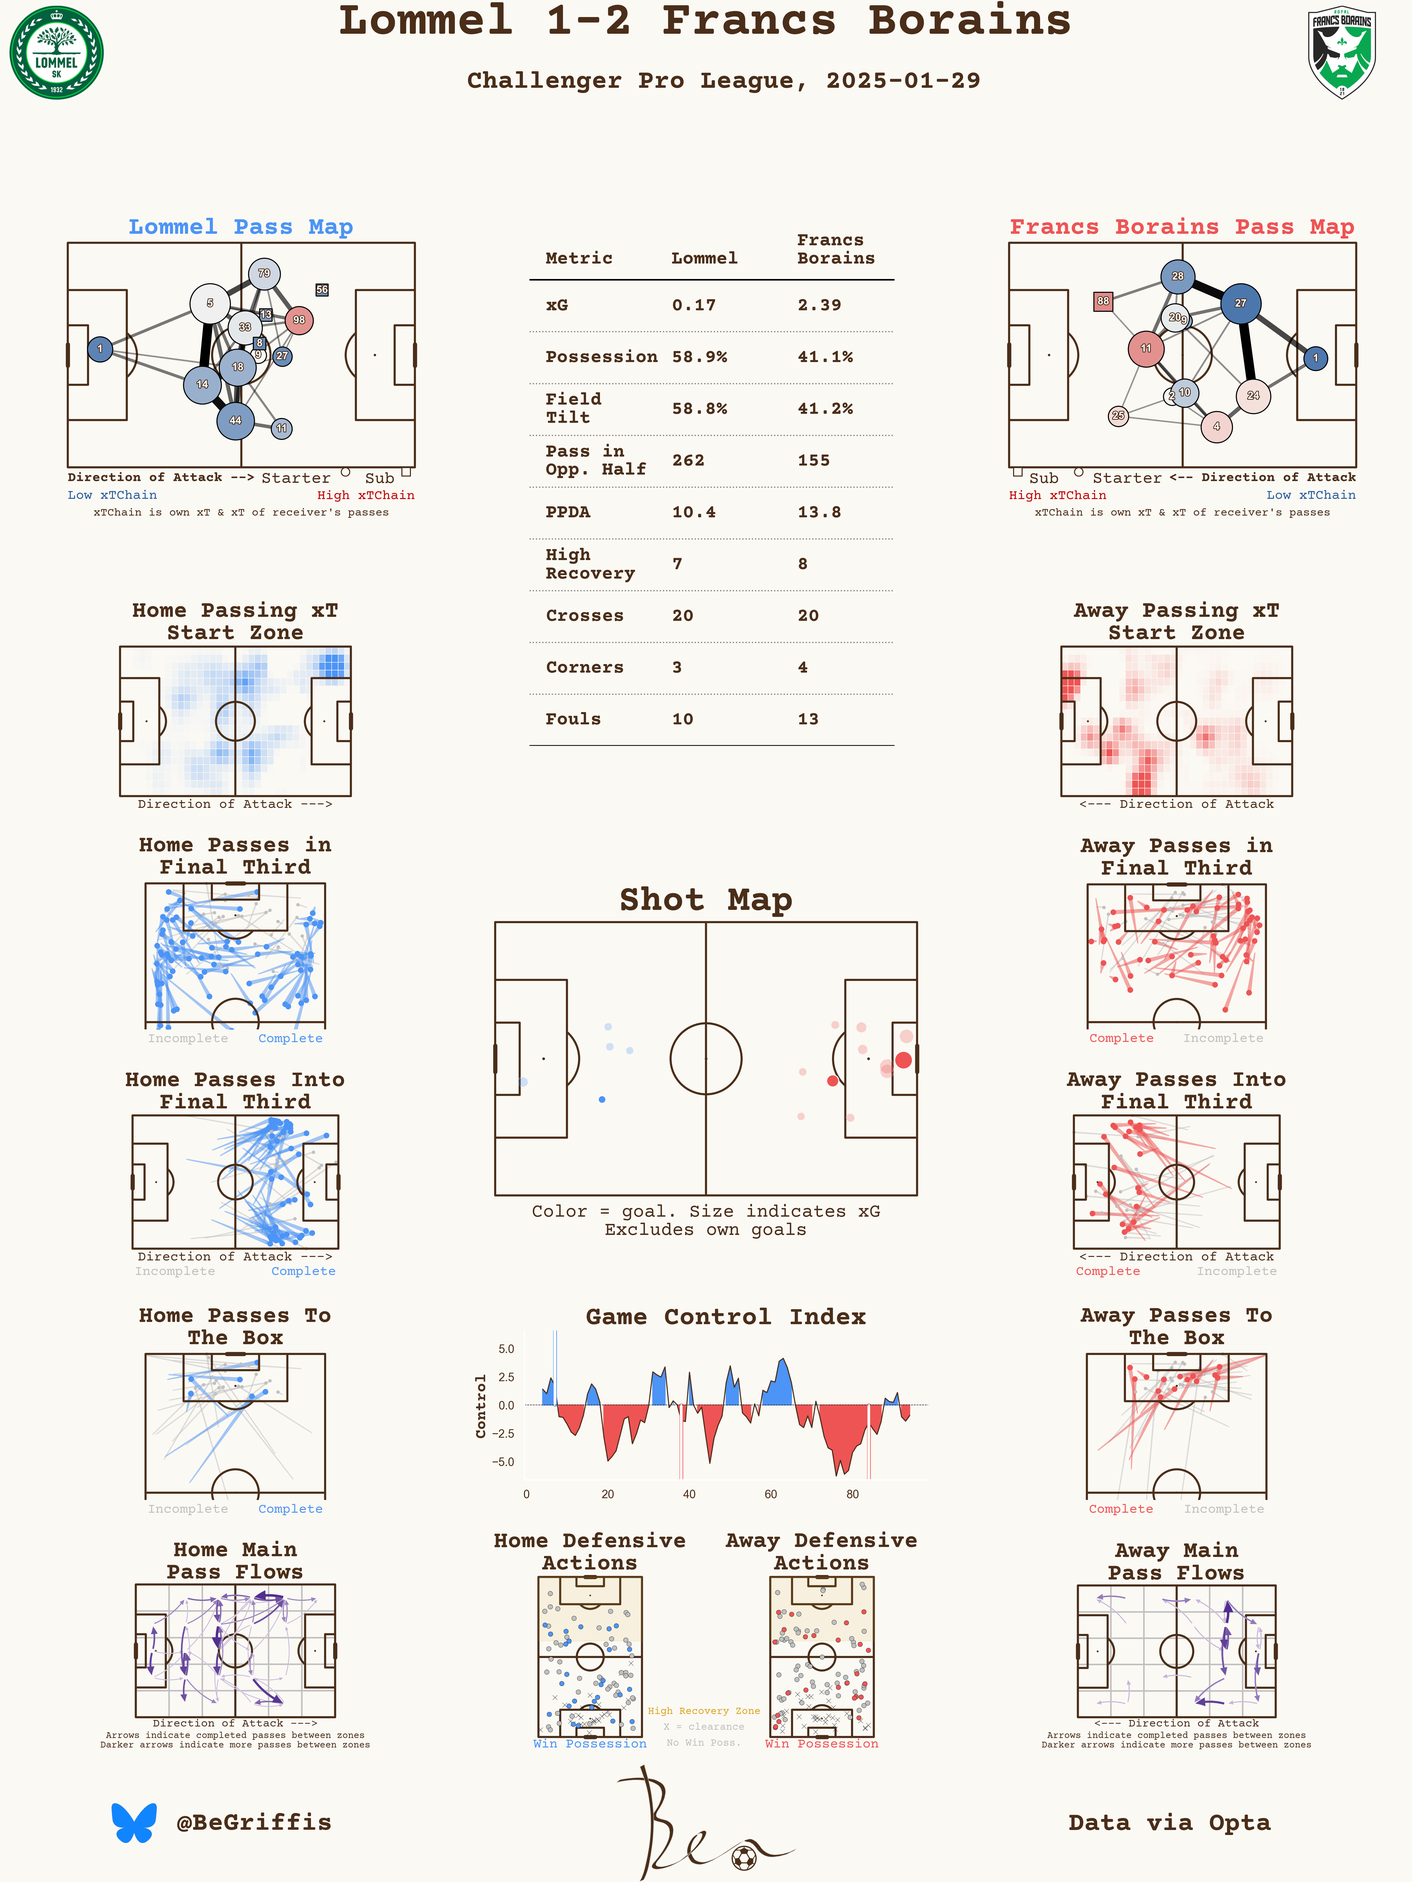 Lommel 1-2 Francs Borains
Challenger Pro League, 2025-01-29
LOMMEL
SK
1932
ROYAL
FRANCS BORAINS
19
21
Lommel Pass Map
79
5
56
13
98
33
1
8
9
27
18
14
44
11
Direction of Attack --> Starter Sub
Low xTChain High xTChain
xTChain is own xT & xT of receiver's passes
Metric Lommel Francs Borains
xG 0.17 2.39
Possession 58.9% 41.1%
Field Tilt 58.8% 41.2%
Pass in Opp. Half 262 155
PPDA 10.4 13.8
High Recovery 7 8
Crosses 20 20
Corners 3 4
Fouls 10 13
Francs Borains Pass Map
28
88
27
20
9
11
1
10
2
24
25
4
Sub Starter <-- Direction of Attack
High xTChain Low xTChain
xTChain is own xT & xT of receiver's passes
Home Passing xT
Start Zone
Direction of Attack --->
Away Passing xT
Start Zone
<--- Direction of Attack
Home Passes in
Final Third
Incomplete Complete
Away Passes in
Final Third
Complete Incomplete
Shot Map
Color = goal. Size indicates xG
Excludes own goals
Home Passes Into
Final Third
Direction of Attack --->
Incomplete Complete
Away Passes Into
Final Third
<--- Direction of Attack
Complete Incomplete
Home Passes To
The Box
Incomplete Complete
Game Control Index
Control
5.0
2.5
0.0
−2.5
−5.0
0 20 40 60 80
Away Passes To
The Box
Complete Incomplete
Home Main
Pass Flows
Direction of Attack --->
Arrows indicate completed passes between zones
Darker arrows indicate more passes between zones
Home Defensive
Actions
Win Possession
High Recovery Zone
X = clearance
No Win Poss.
Away Defensive
Actions
Win Possession
Away Main
Pass Flows
<--- Direction of Attack
Arrows indicate completed passes between zones
Darker arrows indicate more passes between zones
@BeGriffis
Ben
Data via Opta